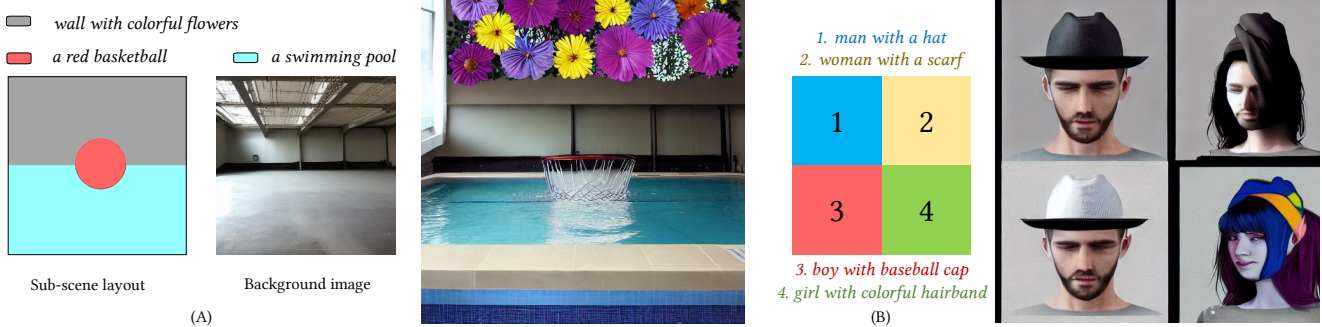 wall with colorful flowers
a red basketball
a swimming pool
Sub-scene layout
Background image
(A)
1. man with a hat
2. woman with a scarf
1
2
3
4
3. boy with baseball cap
4. girl with colorful hairband
(B)